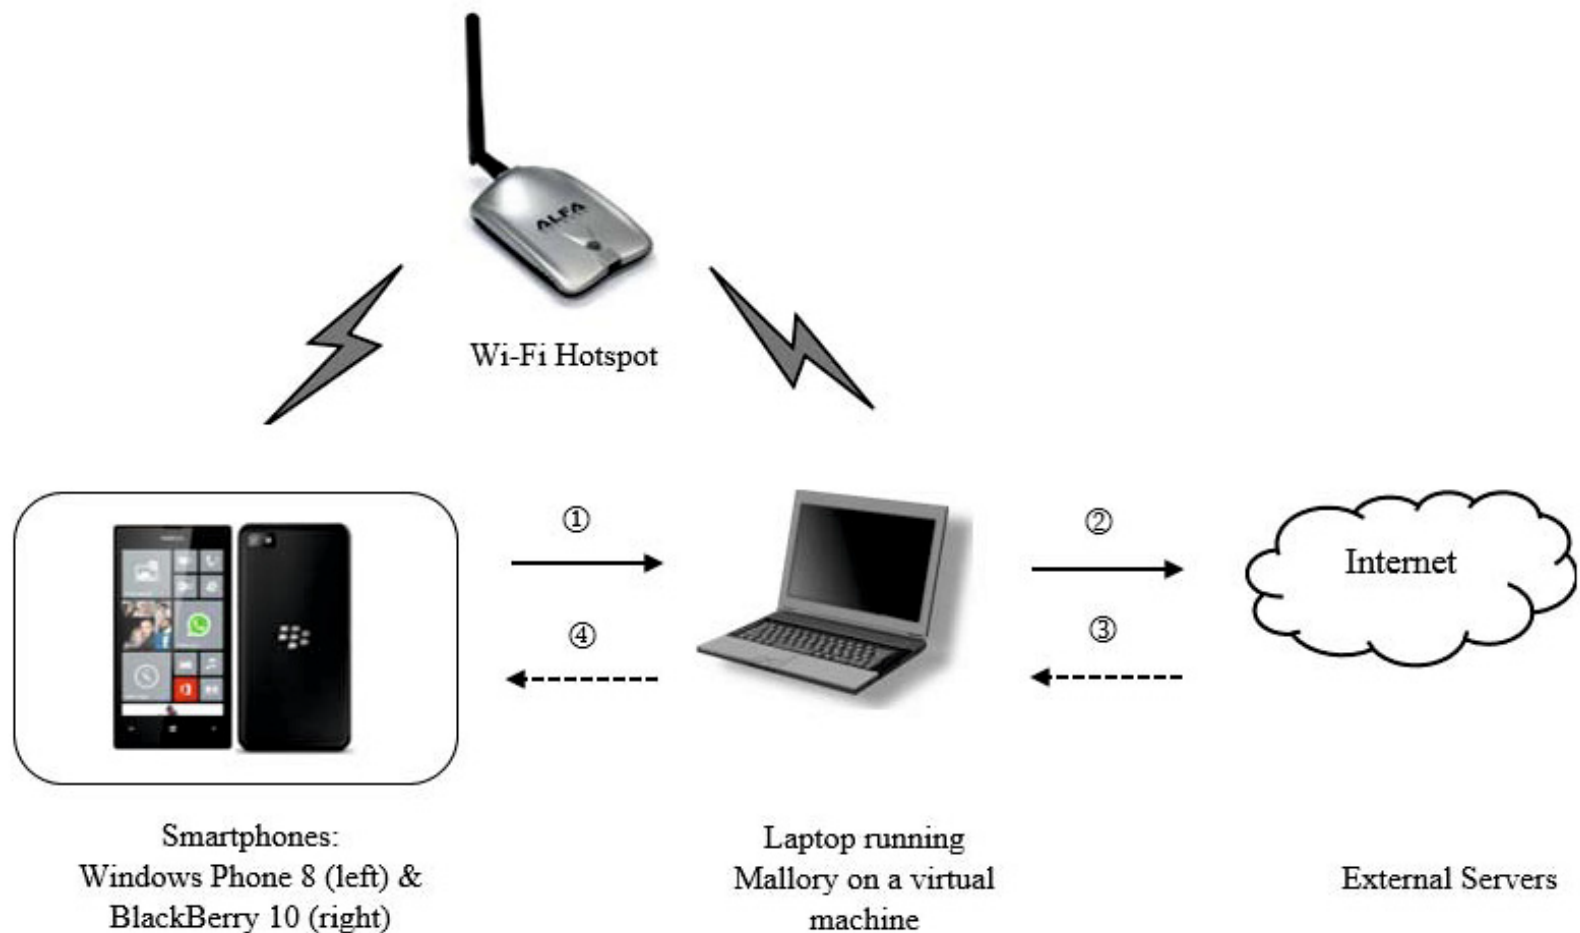 ALFA
Wi-Fi Hotspot
①
②
Internet
④
③
Smartphones:
Windows Phone 8 (left) &
BlackBerry 10 (right)
Laptop running
Mallory on a virtual
machine
External Servers